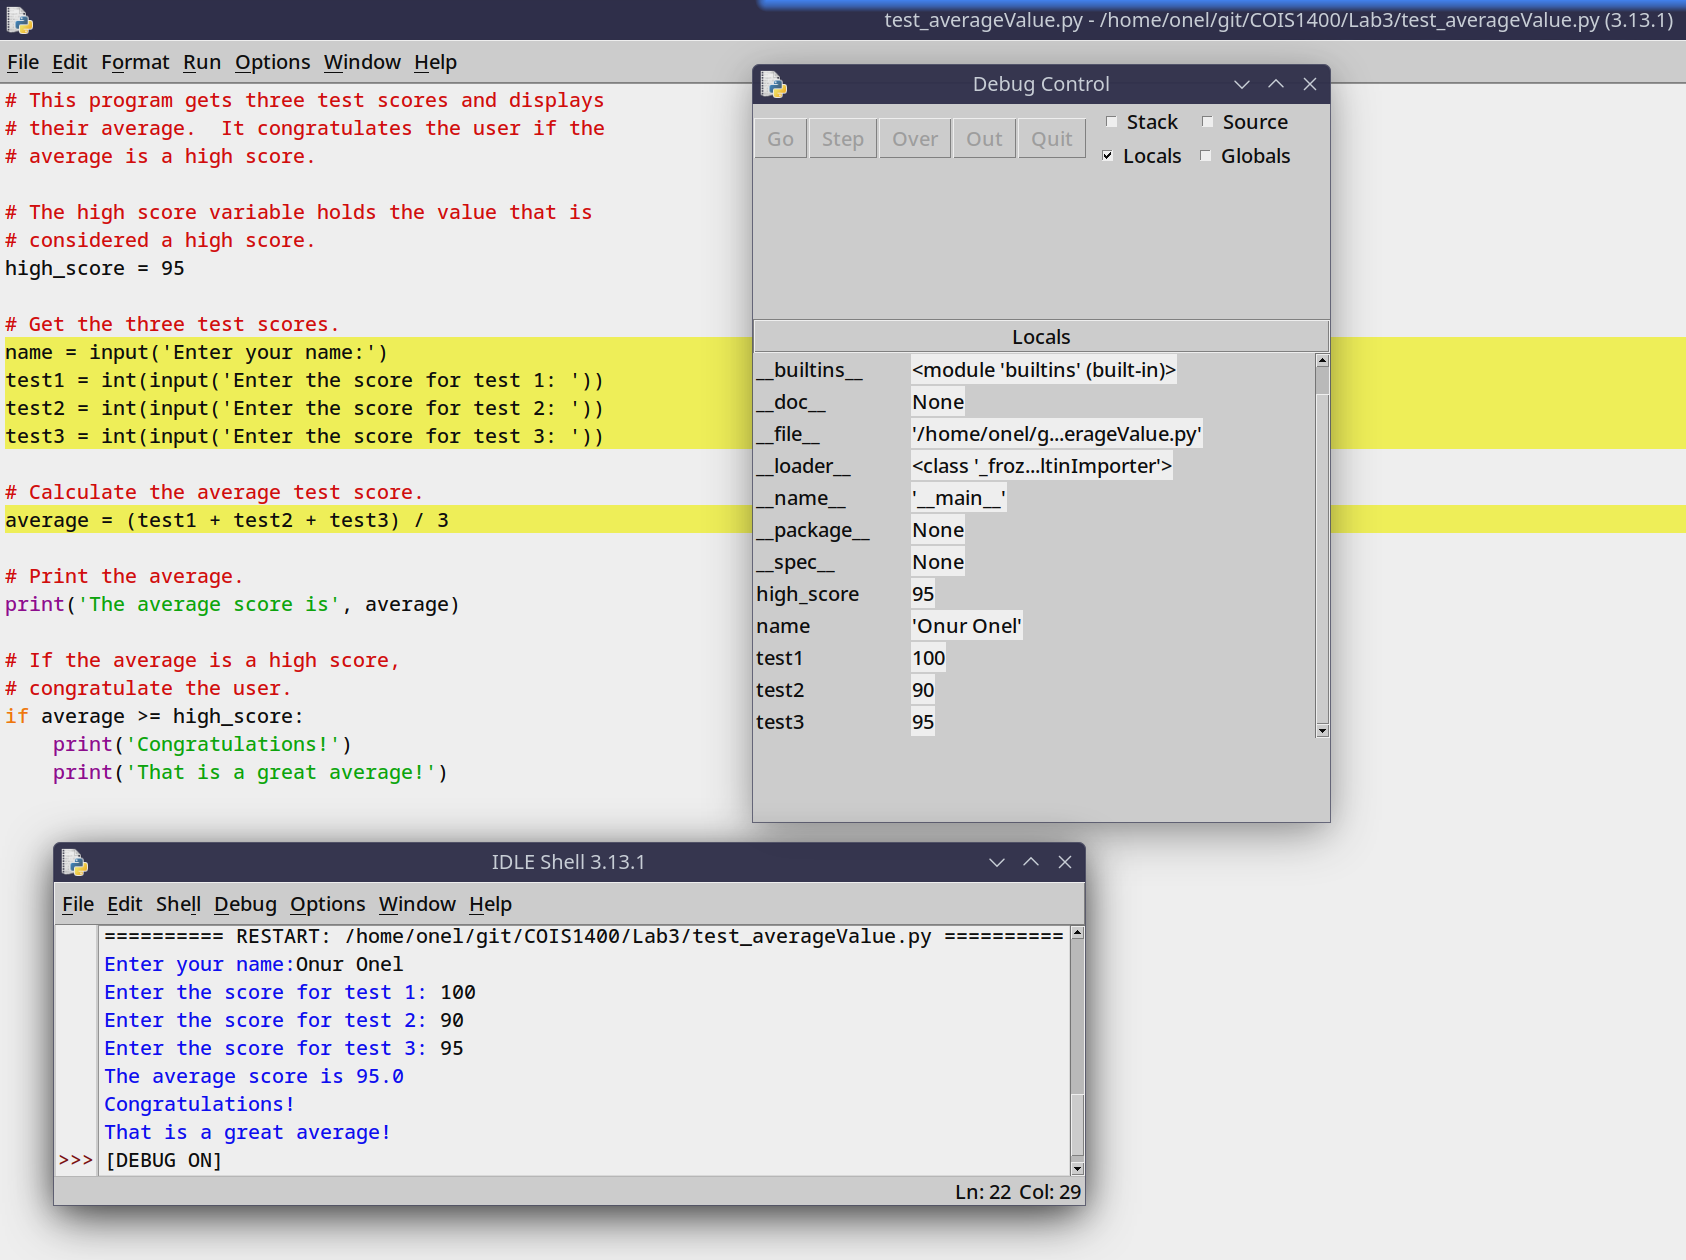 test_averageValue.py - /home/onel/git/COIS1400/Lab3/test_averageValue.py (3.13.1)
File Edit Format Run Options Window Help
# This program gets three test scores and displays
# their average.  It congratulates the user if the
# average is a high score.
# The high score variable holds the value that is
# considered a high score.
high_score = 95
# Get the three test scores.
name = input('Enter your name:')
test1 = int(input('Enter the score for test 1: '))
test2 = int(input('Enter the score for test 2: '))
test3 = int(input('Enter the score for test 3: '))
# Calculate the average test score.
average = (test1 + test2 + test3) / 3
# Print the average.
print('The average score is', average)
# If the average is a high score,
# congratulate the user.
if average >= high_score:
    print('Congratulations!')
    print('That is a great average!')
Debug Control
Go Step Over Out Quit
Stack Source
Locals Globals
Locals
__builtins__ <module 'builtins' (built-in)>
__doc__ None
__file__ '/home/onel/g...erageValue.py'
__loader__ <class '_froz...ltinImporter'>
__name__ '__main__'
__package__ None
__spec__ None
high_score 95
name 'Onur Onel'
test1 100
test2 90
test3 95
IDLE Shell 3.13.1
File Edit Shell Debug Options Window Help
========== RESTART: /home/onel/git/COIS1400/Lab3/test_averageValue.py ==========
Enter your name:Onur Onel
Enter the score for test 1: 100
Enter the score for test 2: 90
Enter the score for test 3: 95
The average score is 95.0
Congratulations!
That is a great average!
>>> [DEBUG ON]
Ln: 22 Col: 29